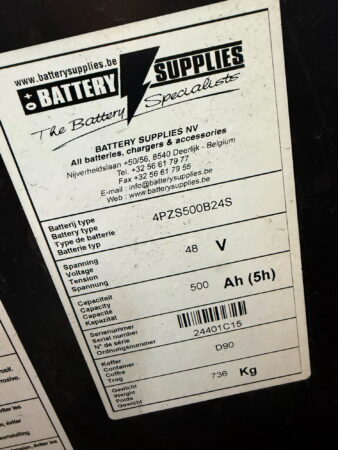 www.batterysupplies.be
BATTERY SUPPLIES
The Battery Specialists
BATTERY SUPPLIES NV
All batteries, chargers & accessories
Nijverheidslaan +50/56, 8540 Deerlijk - Belgium
Tel. +32 56 61 79 77
Fax +32 56 61 79 55
E-mail : info@batterysupplies.be
Web : www.batterysupplies.be
Batterij type
Battery type
Type de batterie
Batterie typ
4PZS500B24S
Spanning
Voltage
Tension
Spannung
48 V
Capaciteit
Capacity
Capacite
Kapazitat
500 Ah (5h)
Serienummer
Serial number
N° de série
Ordnungsnummer
24401C15
Koffer
Container
Coffre
Trog
D90
Gewicht
Weight
Poids
Gewicht
736 Kg